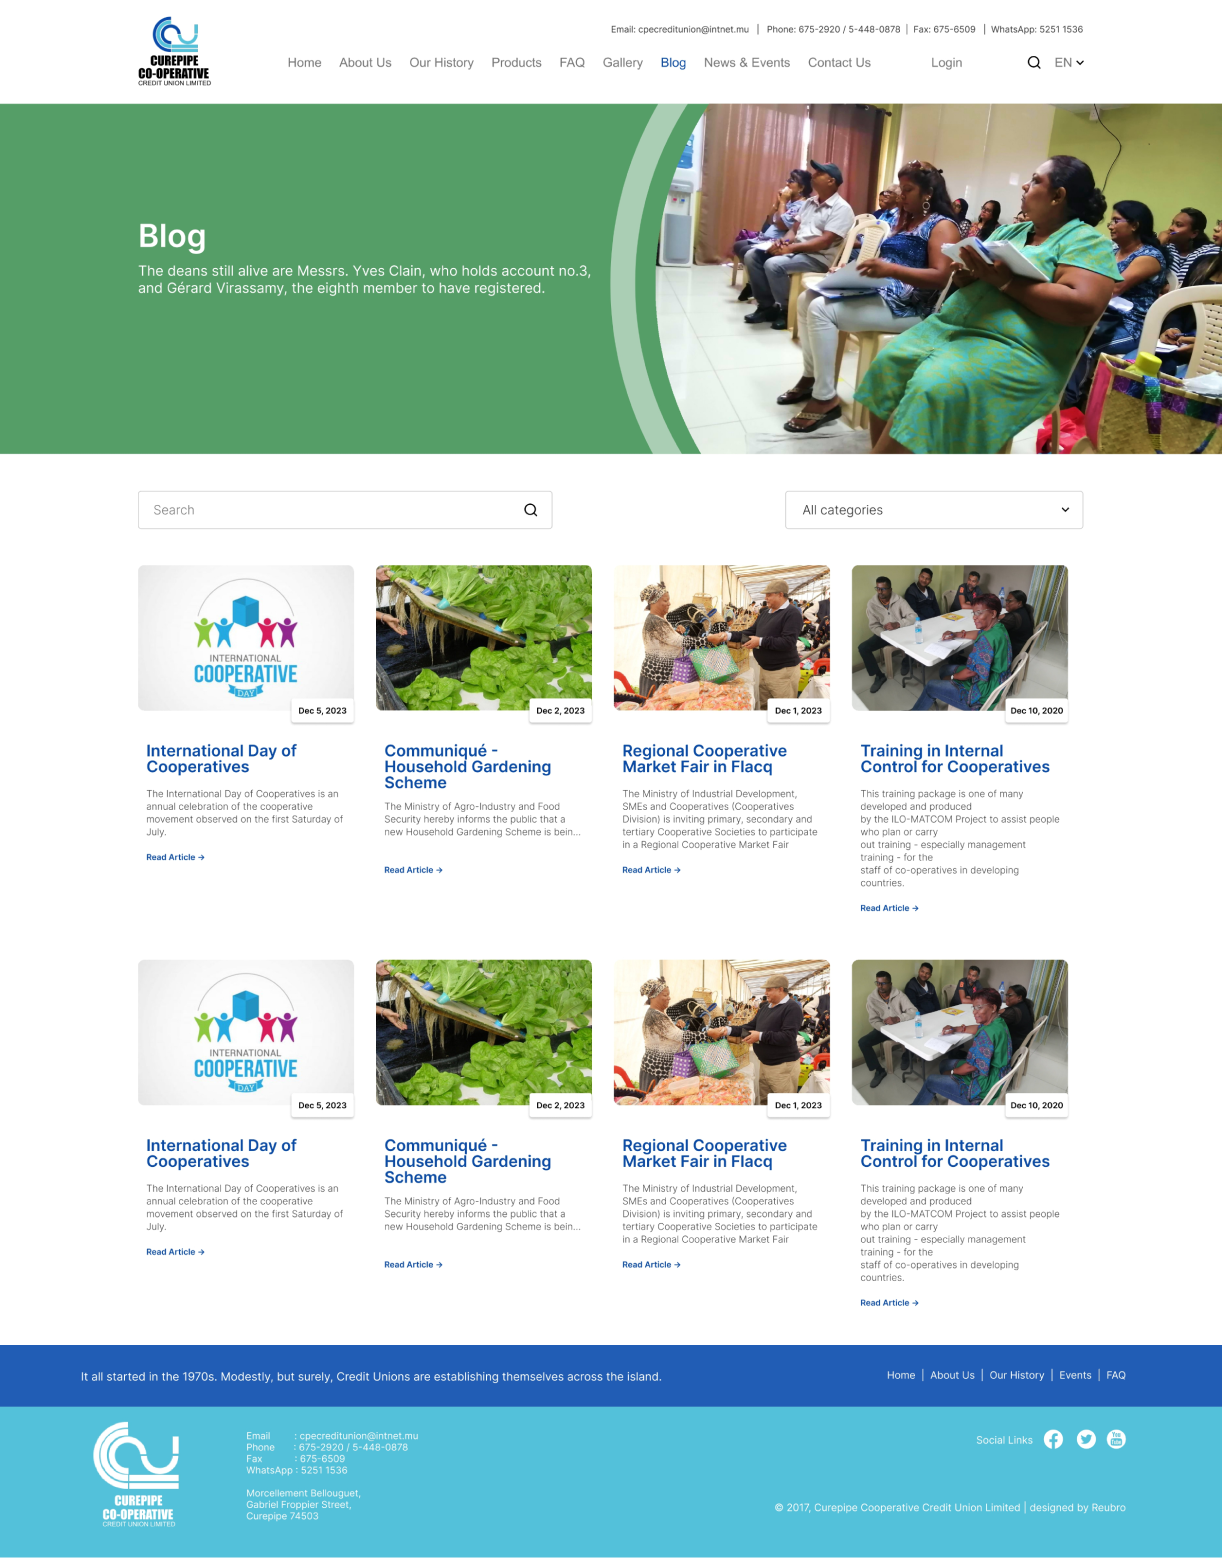 CUREPIPE
CO-OPERATIVE
CREDIT UNION LIMITED
Email: cpecreditunion@intnet.mu | Phone: 675-2920 / 5-448-0878 | Fax: 675-6509 | WhatsApp: 5251 1536
Home About Us Our History Products FAQ Gallery Blog News & Events Contact Us Login EN
Blog
The deans still alive are Messrs. Yves Clain, who holds account no.3,
and Gérard Virassamy, the eighth member to have registered.
Search
All categories
INTERNATIONAL
COOPERATIVE
DAY
Dec 5, 2023
International Day of
Cooperatives
The International Day of Cooperatives is an
annual celebration of the cooperative
movement observed on the first Saturday of
July.
Read Article →
Dec 2, 2023
Communiqué -
Household Gardening
Scheme
The Ministry of Agro-Industry and Food
Security hereby informs the public that a
new Household Gardening Scheme is bein...
Read Article →
Dec 1, 2023
Regional Cooperative
Market Fair in Flacq
The Ministry of Industrial Development,
SMEs and Cooperatives (Cooperatives
Division) is inviting primary, secondary and
tertiary Cooperative Societies to participate
in a Regional Cooperative Market Fair
Read Article →
Dec 10, 2020
Training in Internal
Control for Cooperatives
This training package is one of many
developed and produced
by the ILO-MATCOM Project to assist people
who plan or carry
out training - especially management
training - for the
staff of co-operatives in developing
countries.
Read Article →
INTERNATIONAL
COOPERATIVE
DAY
Dec 5, 2023
International Day of
Cooperatives
The International Day of Cooperatives is an
annual celebration of the cooperative
movement observed on the first Saturday of
July.
Read Article →
Dec 2, 2023
Communiqué -
Household Gardening
Scheme
The Ministry of Agro-Industry and Food
Security hereby informs the public that a
new Household Gardening Scheme is bein...
Read Article →
Dec 1, 2023
Regional Cooperative
Market Fair in Flacq
The Ministry of Industrial Development,
SMEs and Cooperatives (Cooperatives
Division) is inviting primary, secondary and
tertiary Cooperative Societies to participate
in a Regional Cooperative Market Fair
Read Article →
Dec 10, 2020
Training in Internal
Control for Cooperatives
This training package is one of many
developed and produced
by the ILO-MATCOM Project to assist people
who plan or carry
out training - especially management
training - for the
staff of co-operatives in developing
countries.
Read Article →
It all started in the 1970s. Modestly, but surely, Credit Unions are establishing themselves across the island.
Home | About Us | Our History | Events | FAQ
CUREPIPE
CO-OPERATIVE
CREDIT UNION LIMITED
Email : cpecreditunion@intnet.mu
Phone : 675-2920 / 5-448-0878
Fax : 675-6509
WhatsApp : 5251 1536
Morcellement Bellouguet,
Gabriel Froppier Street,
Curepipe 74503
Social Links
You
Tube
© 2017, Curepipe Cooperative Credit Union Limited | designed by Reubro